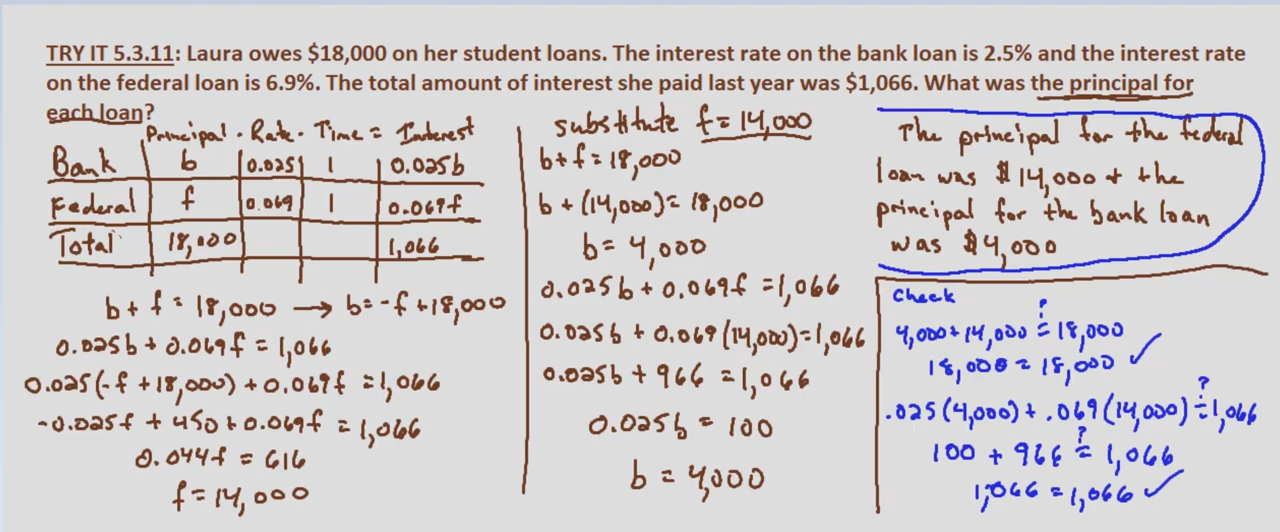 TRY IT 5.3.11: Laura owes $18,000 on her student loans. The interest rate on the bank loan is 2.5% and the interest rate
on the federal loan is 6.9%. The total amount of interest she paid last year was $1,066. What was the principal for
each loan?
Principal · Rate · Time = Interest
Bank b 0.025 1 0.025b
Federal f 0.069 1 0.069f
Total 18,000 1,066
b + f = 18,000 → b = -f + 18,000
0.025b + 0.069f = 1,066
0.025(-f + 18,000) + 0.069f = 1,066
-0.025f + 450 + 0.069f = 1,066
0.044f = 616
f = 14,000
substitute f = 14,000
b + f = 18,000
b + (14,000) = 18,000
b = 4,000
0.025b + 0.069f = 1,066
0.025b + 0.069(14,000) = 1,066
0.025b + 966 = 1,066
0.025b = 100
b = 4,000
The principal for the federal
loan was $14,000 + the
principal for the bank loan
was $4,000
Check
4,000 + 14,000 ≟ 18,000
18,000 = 18,000 ✓
.025(4,000) + .069(14,000) ≟ 1,066
100 + 966 ≟ 1,066
1,066 = 1,066 ✓